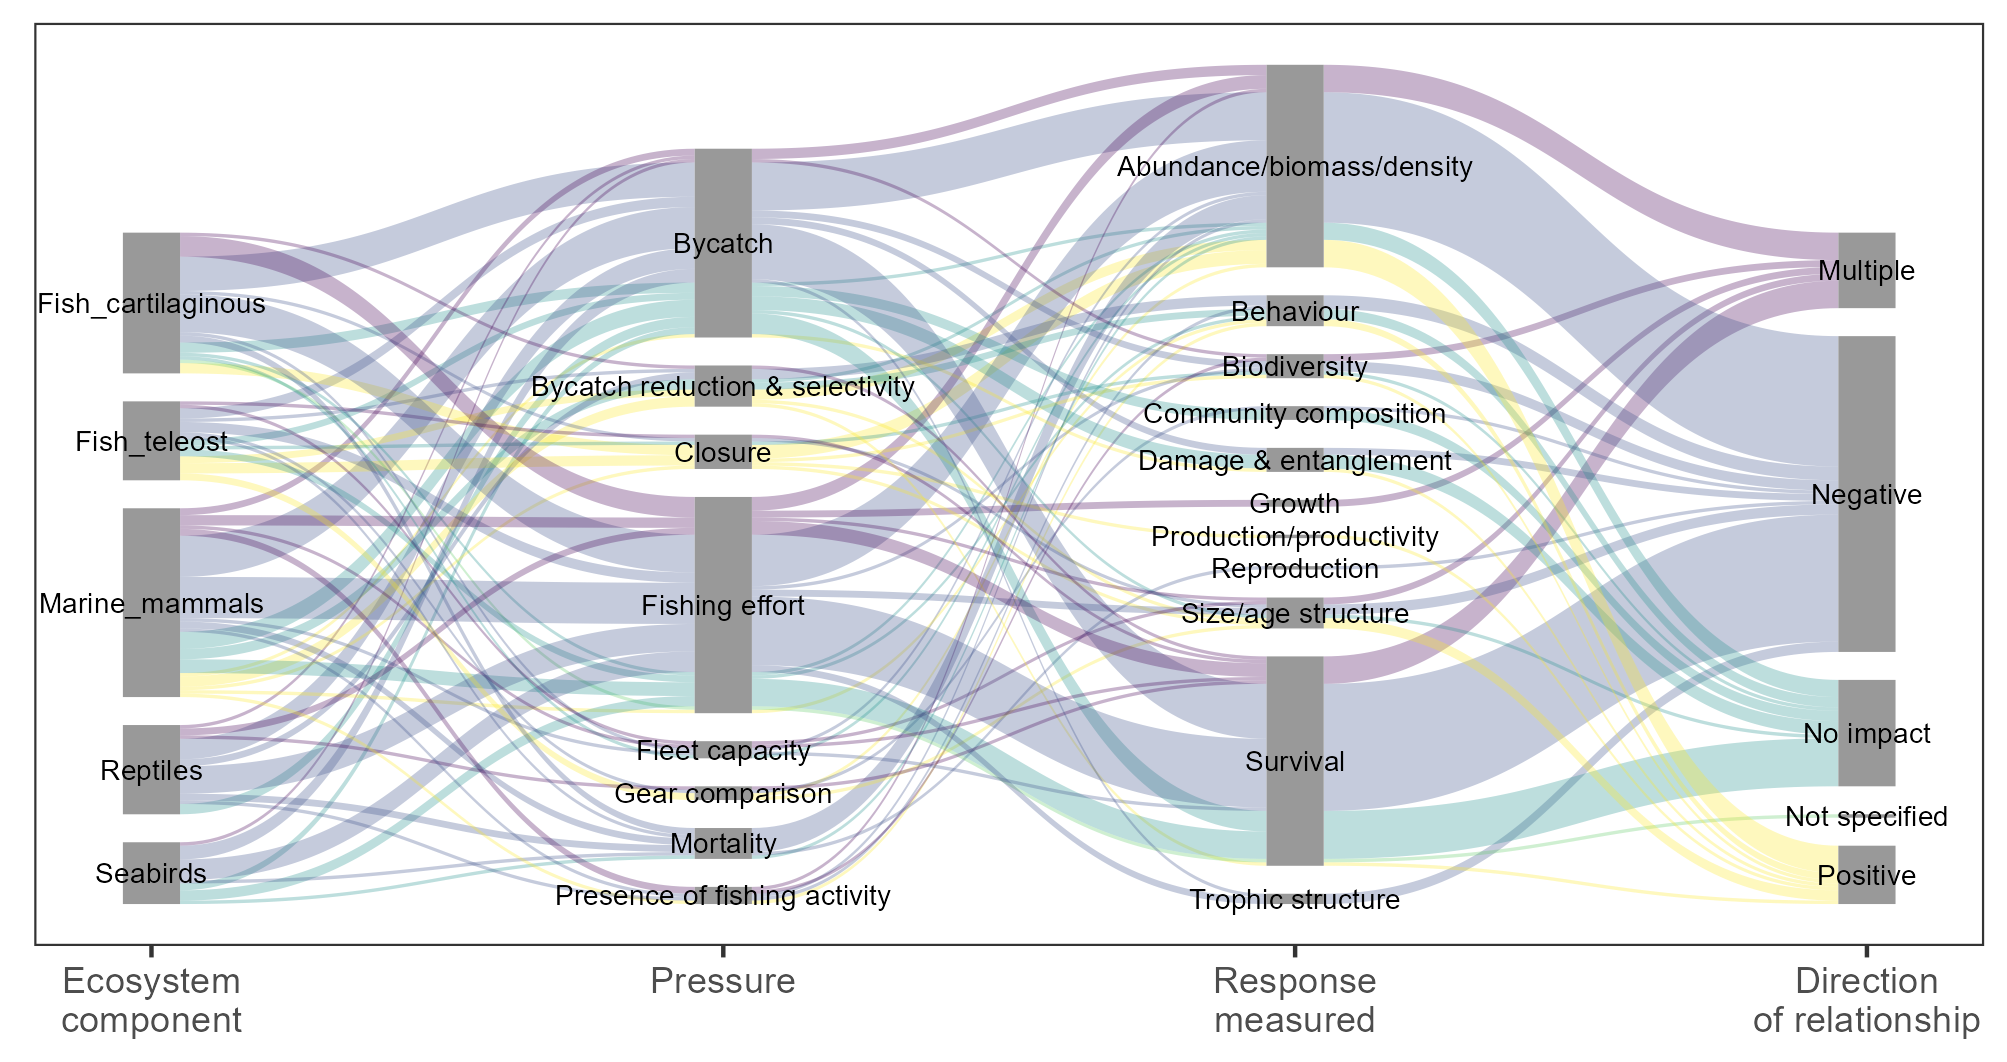 Fish_cartilaginous
Fish_teleost
Marine_mammals
Reptiles
Seabirds
Bycatch
Bycatch reduction & selectivity
Closure
Fishing effort
Fleet capacity
Gear comparison
Mortality
Presence of fishing activity
Abundance/biomass/density
Behaviour
Biodiversity
Community composition
Damage & entanglement
Growth
Production/productivity
Reproduction
Size/age structure
Survival
Trophic structure
Multiple
Negative
No impact
Not specified
Positive
Ecosystem
component
Pressure
Response
measured
Direction
of relationship